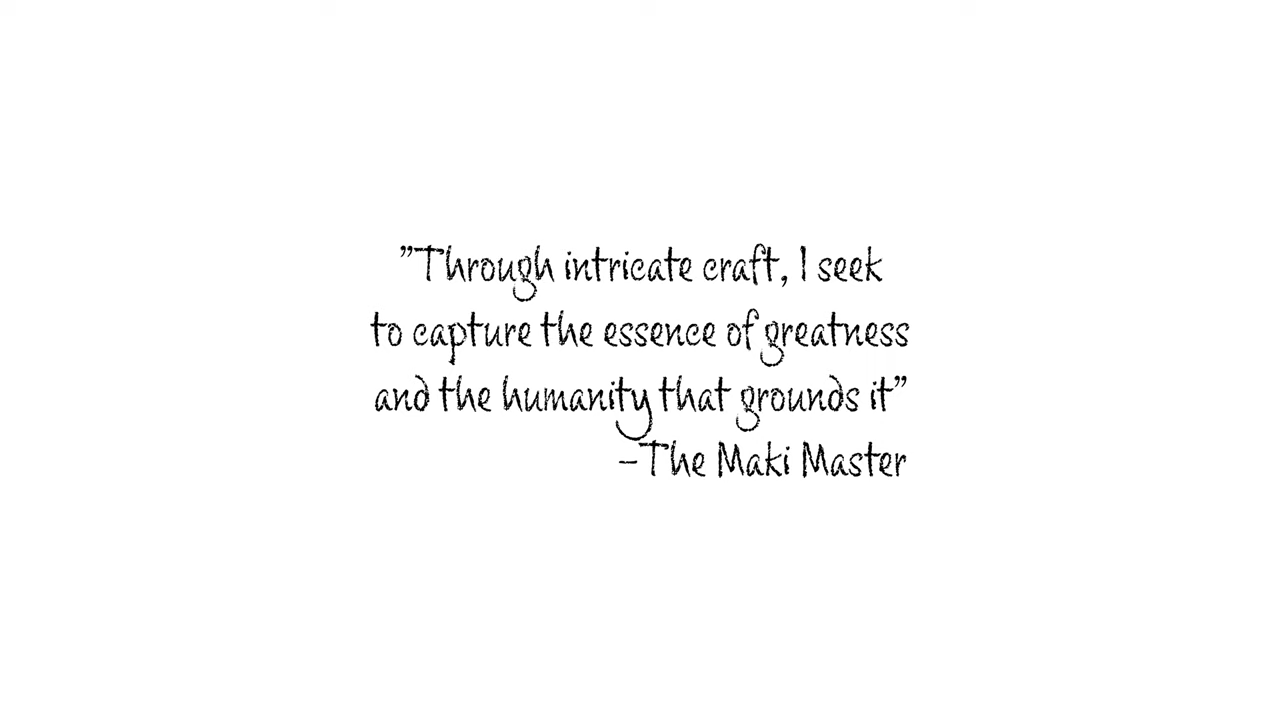 ”Through intricate craft, I seek
to capture the essence of greatness
and the humanity that grounds it”
–The Maki Master